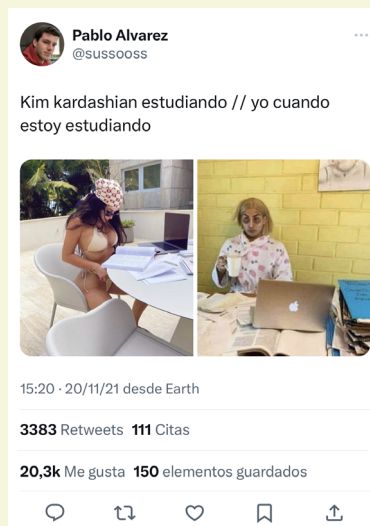 Pablo Alvarez
@sussooss
Kim kardashian estudiando // yo cuando
estoy estudiando
15:20 · 20/11/21 desde Earth
3383 Retweets 111 Citas
20,3k Me gusta 150 elementos guardados